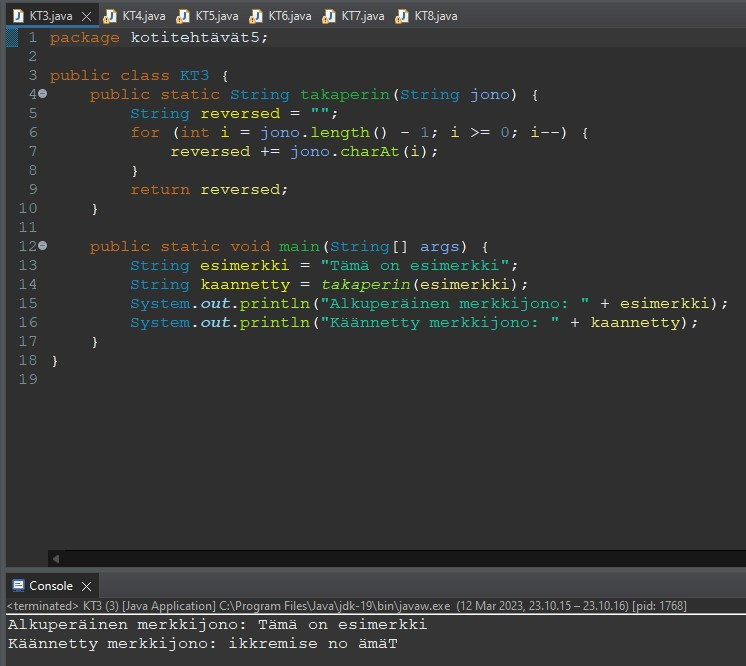 KT3.java KT4.java KT5.java KT6.java KT7.java KT8.java
1 package kotitehtävät5;
2
3 public class KT3 {
4 public static String takaperin(String jono) {
5 String reversed = "";
6 for (int i = jono.length() - 1; i >= 0; i--) {
7 reversed += jono.charAt(i);
8 }
9 return reversed;
10 }
11
12 public static void main(String[] args) {
13 String esimerkki = "Tämä on esimerkki";
14 String kaannetty = takaperin(esimerkki);
15 System.out.println("Alkuperäinen merkkijono: " + esimerkki);
16 System.out.println("Käännetty merkkijono: " + kaannetty);
17 }
18 }
19
Console
<terminated> KT3 (3) [Java Application] C:\Program Files\Java\jdk-19\bin\javaw.exe (12 Mar 2023, 23.10.15 – 23.10.16) [pid: 1768]
Alkuperäinen merkkijono: Tämä on esimerkki
Käännetty merkkijono: ikkremise no ämäT